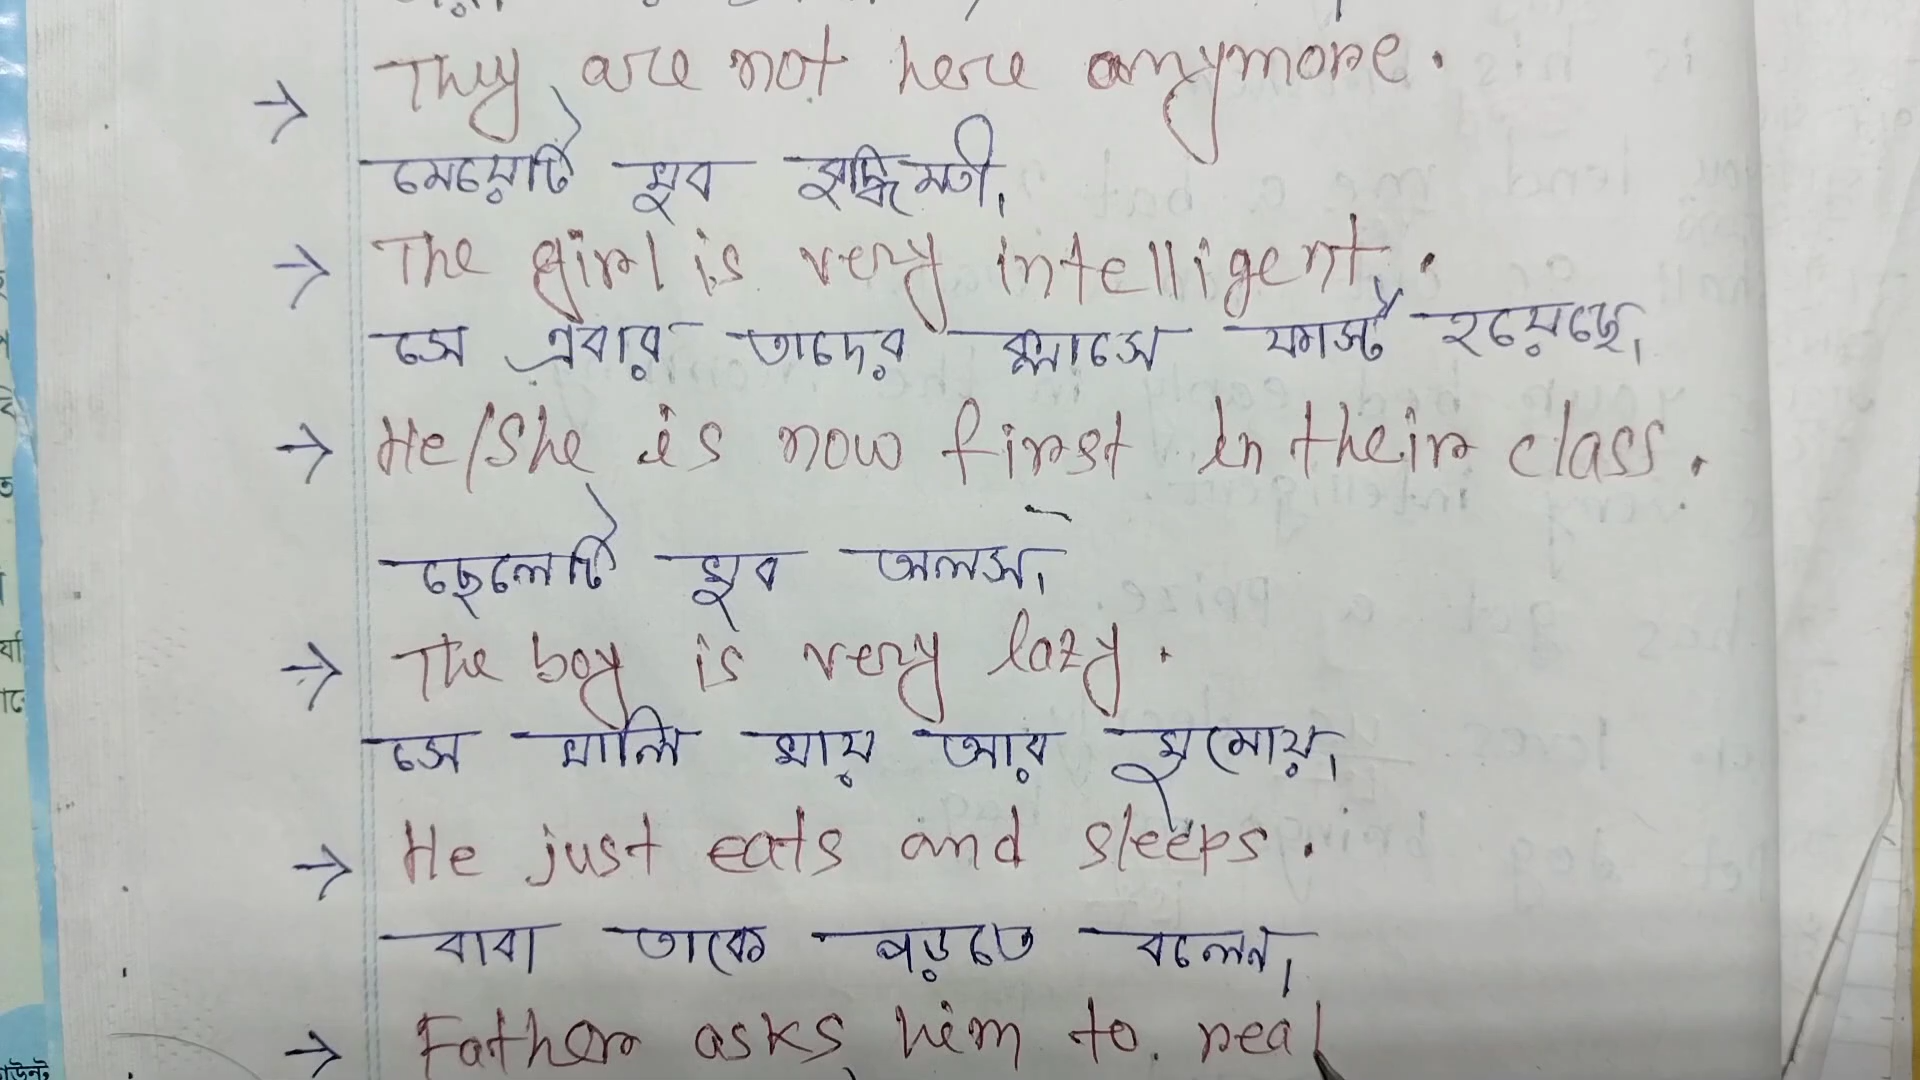 They are not here anymore.
মেয়েটি খুব বুদ্ধিমতী।
The girl is very intelligent.
সে এবার তাদের ক্লাসে ফার্স্ট হয়েছে।
He/She is now first in their class.
ছেলেটি খুব অলস।
The boy is very lazy.
সে খালি খায় আর ঘুমোয়।
He just eats and sleeps.
বাবা তাকে পড়তে বলেন।
Father asks him to read